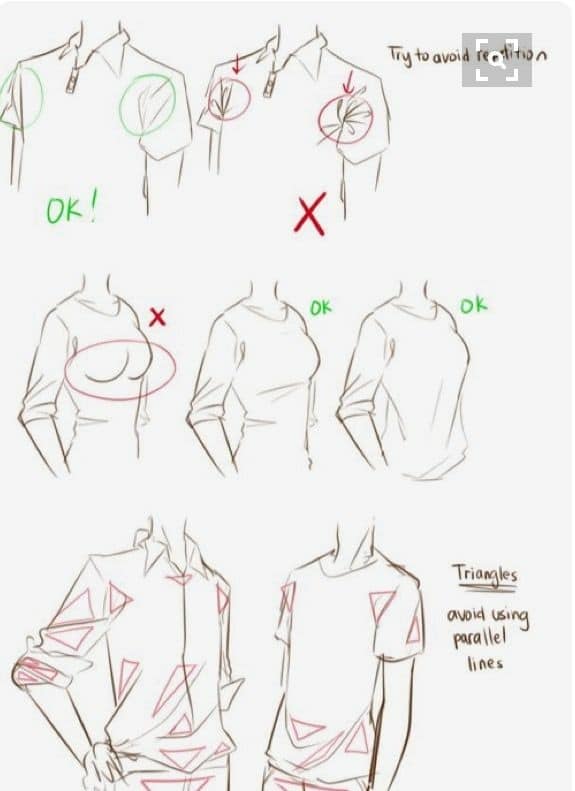 Try to avoid
OK!
X
X
OK
OK
Triangles
avoid using
parallel
lines